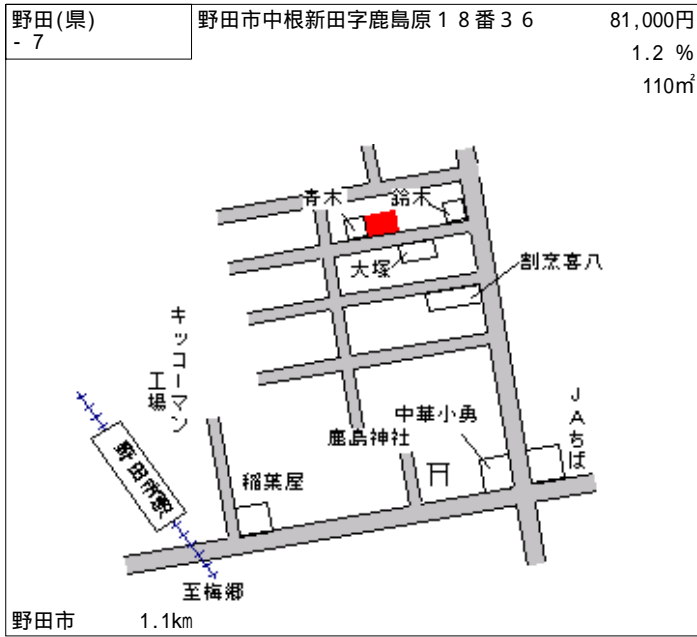 野田(県)
- 7
野田市中根新田字鹿島原１８番３６
81,000円
1.2 %
110㎡
青木
鈴木
大塚
割烹喜八
キッコーマン
工場
野田市駅
稲葉屋
鹿島神社
中華小勇
ＪＡちば
至梅郷
野田市
1.1km